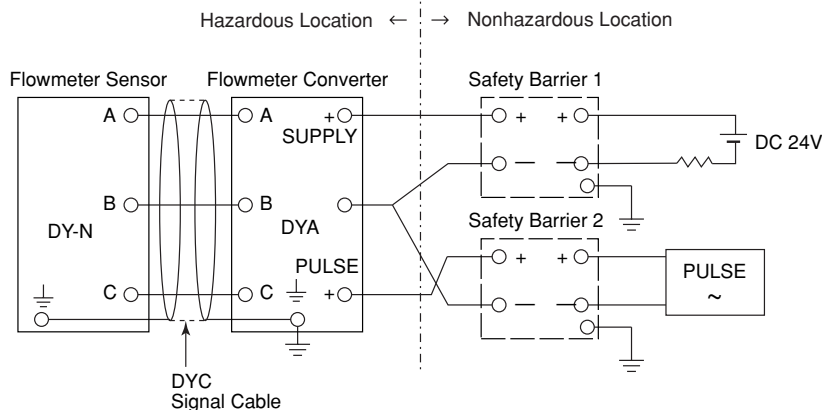 Hazardous Location ← → Nonhazardous Location
Flowmeter Sensor
Flowmeter Converter
Safety Barrier 1
A
A
+
SUPPLY
+ +
DC 24V
— —
B
B
DY-N
DYA
Safety Barrier 2
PULSE
+ +
PULSE
~
C
C
+
— —
DYC
Signal Cable